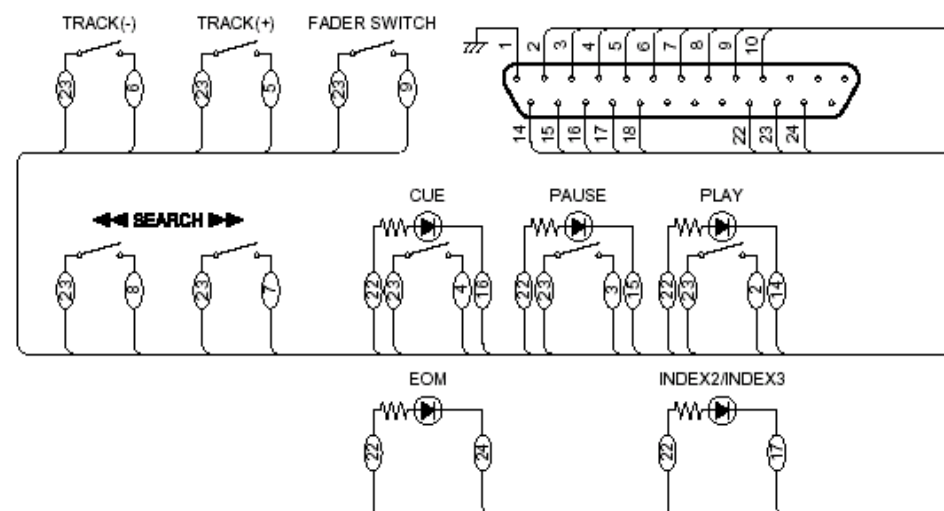 TRACK(-) TRACK(+) FADER SWITCH
1 2 3 4 5 6 7 8 9 10
23 6 23 5 23 9
14 15 16 17 18 22 23 24
SEARCH
CUE PAUSE PLAY
23 8 23 7 22 23 4 16 22 23 3 15 22 23 2 14
EOM INDEX2/INDEX3
22 24 22 17